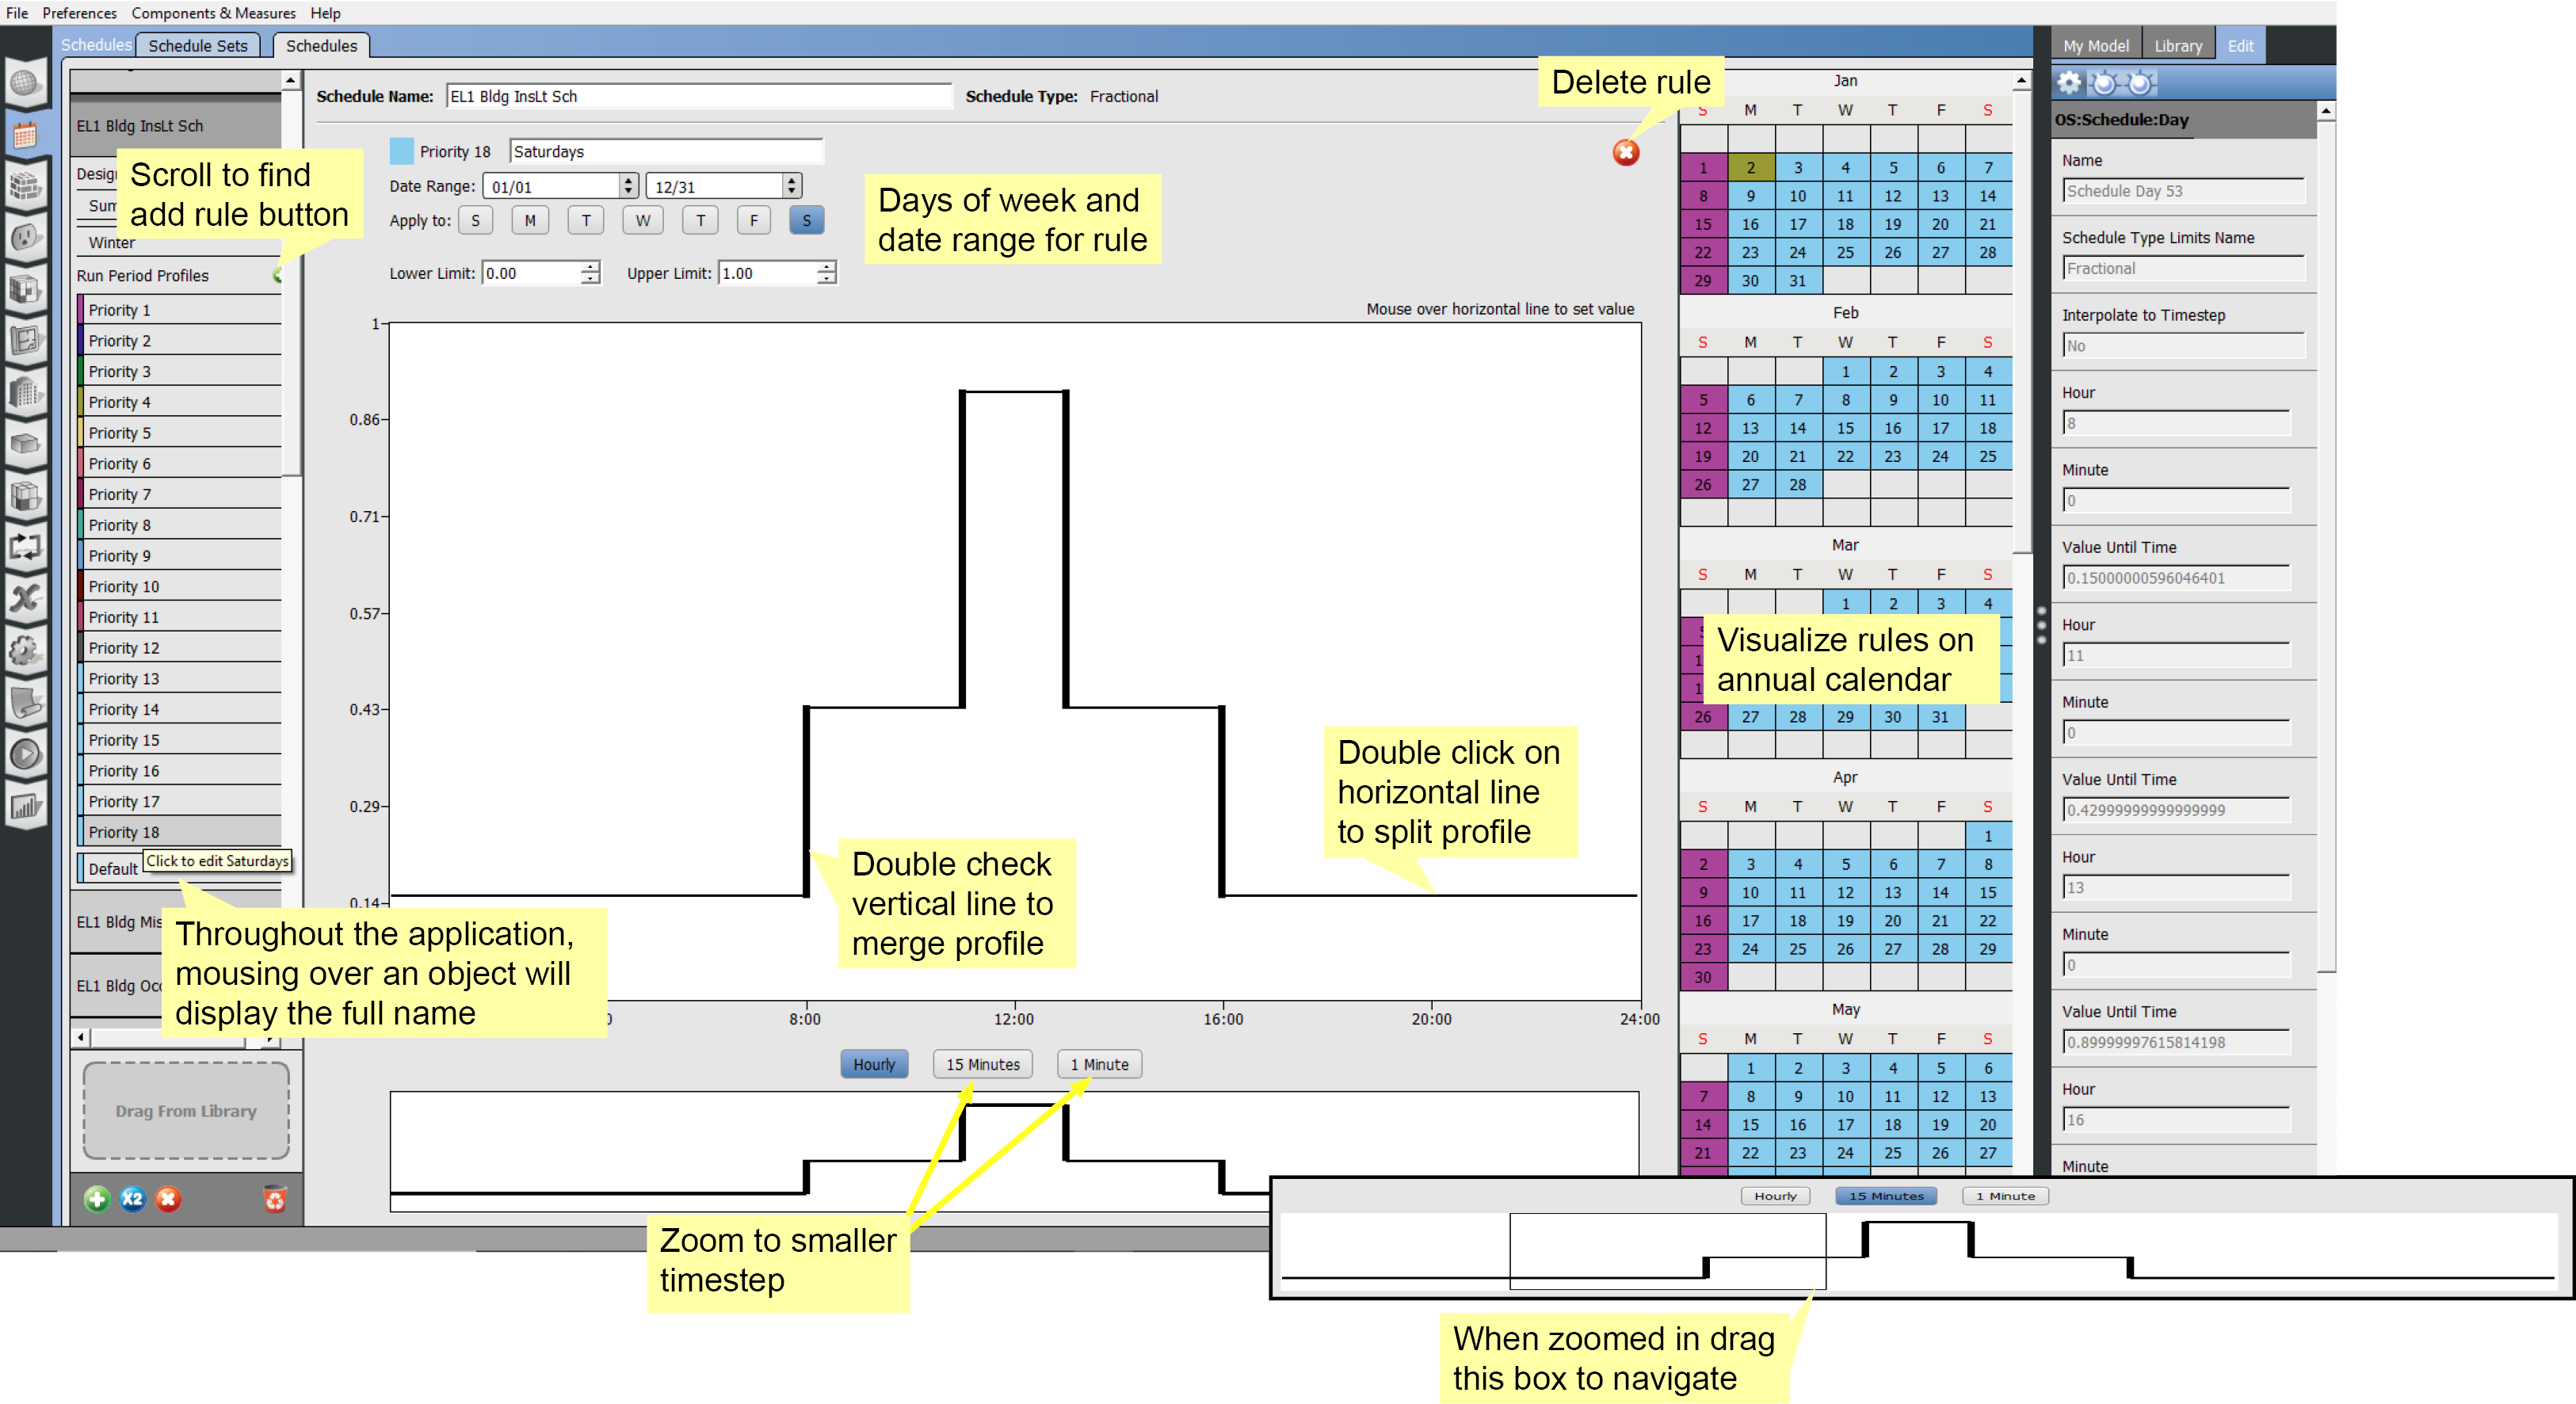 File Preferences Components & Measures Help
Schedules Schedule Sets Schedules
My Model Library Edit
EL1 Bldg InsLt Sch
Scroll to find
add rule button
Winter
Run Period Profiles
Priority 1
Priority 2
Priority 3
Priority 4
Priority 5
Priority 6
Priority 7
Priority 8
Priority 9
Priority 10
Priority 11
Priority 12
Priority 13
Priority 14
Priority 15
Priority 16
Priority 17
Priority 18
Default
Click to edit Saturdays
EL1 Bldg
Throughout the application,
mousing over an object will
display the full name
EL1 Bldg
Drag From Library
X2
Schedule Name: EL1 Bldg InsLt Sch Schedule Type: Fractional
Delete rule
Priority 18 Saturdays
Date Range: 01/01 12/31
Apply to: S M T W T F S
Days of week and
date range for rule
Lower Limit: 0.00 Upper Limit: 1.00
Mouse over horizontal line to set value
1
0.86
0.71
0.57
0.43
0.29
0.14
Double check
vertical line to
merge profile
Double click on
horizontal line
to split profile
8:00 12:00 16:00 20:00 24:00
Hourly 15 Minutes 1 Minute
Zoom to smaller
timestep
Jan
S M T W T F S
1 2 3 4 5 6 7
8 9 10 11 12 13 14
15 16 17 18 19 20 21
22 23 24 25 26 27 28
29 30 31
Feb
S M T W T F S
1 2 3 4
5 6 7 8 9 10 11
12 13 14 15 16 17 18
19 20 21 22 23 24 25
26 27 28
Mar
S M T W T F S
1 2 3 4
Visualize rules on
annual calendar
26 27 28 29 30 31
Apr
S M T W T F S
1
2 3 4 5 6 7 8
9 10 11 12 13 14 15
16 17 18 19 20 21 22
23 24 25 26 27 28 29
30
May
S M T W T F S
1 2 3 4 5 6
7 8 9 10 11 12 13
14 15 16 17 18 19 20
21 22 23 24 25 26 27
OS:Schedule:Day
Name
Schedule Day 53
Schedule Type Limits Name
Fractional
Interpolate to Timestep
No
Hour
8
Minute
0
Value Until Time
0.15000000596046401
Hour
11
Minute
0
Value Until Time
0.42999999999999999
Hour
13
Minute
0
Value Until Time
0.89999997615814198
Hour
16
Minute
Hourly 15 Minutes 1 Minute
When zoomed in drag
this box to navigate